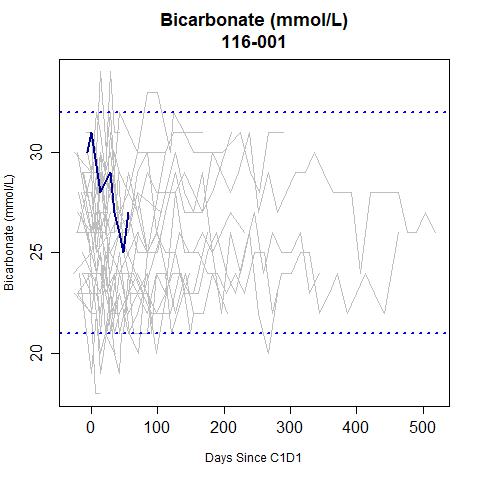 Bicarbonate (mmol/L)
116-001
Bicarbonate (mmol/L)
30
25
20
0 100 200 300 400 500
Days Since C1D1